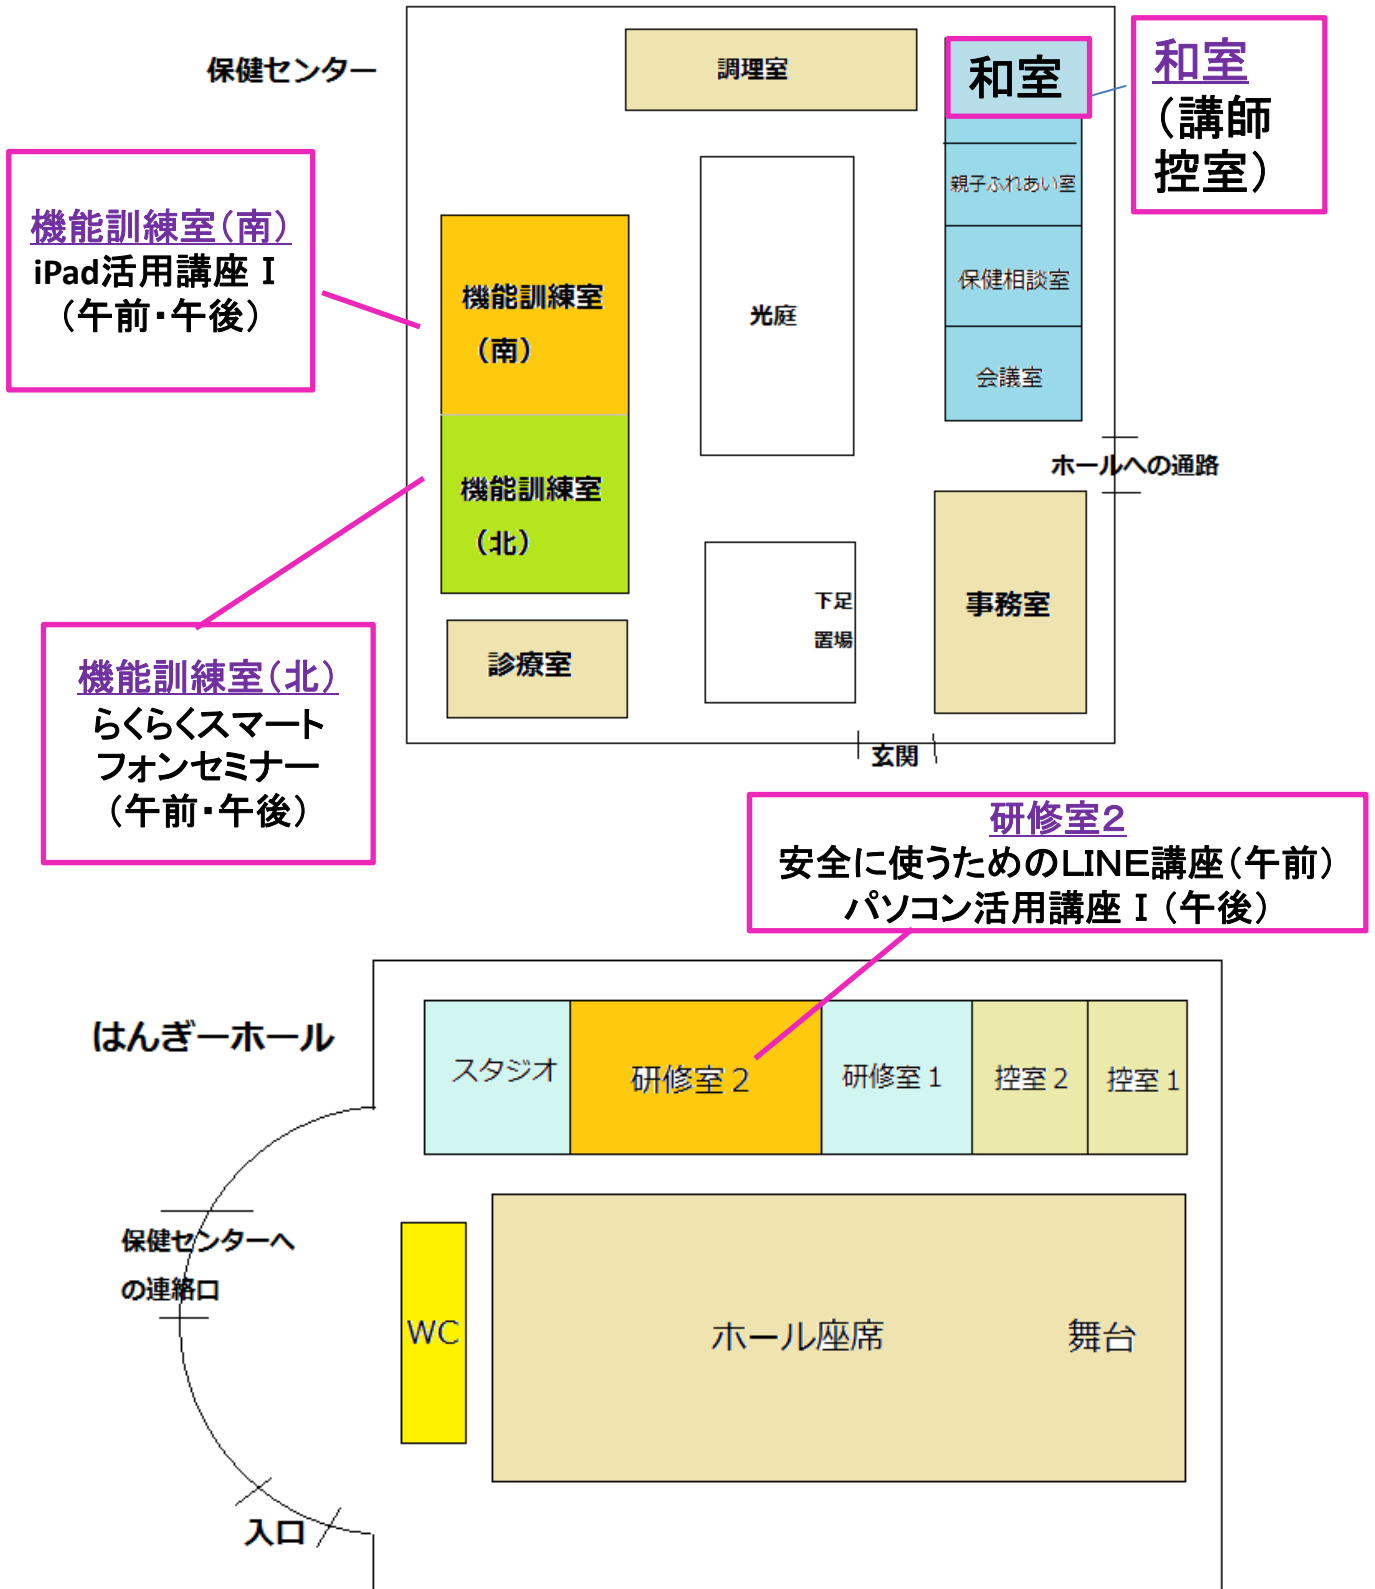 保健センター
調理室
和室
和室
（講師
控室）
親子ふれあい室
機能訓練室（南）
iPad活用講座Ⅰ
（午前・午後）
機能訓練室
（南）
光庭
保健相談室
会議室
ホールへの通路
機能訓練室
（北）
下足
置場
事務室
診療室
機能訓練室（北）
らくらくスマート
フォンセミナー
（午前・午後）
玄関
研修室２
安全に使うためのLINE講座（午前）
パソコン活用講座Ⅰ（午後）
はんぎーホール
スタジオ
研修室２
研修室１
控室２
控室１
保健センターへ
の連絡口
WC
ホール座席
舞台
入口